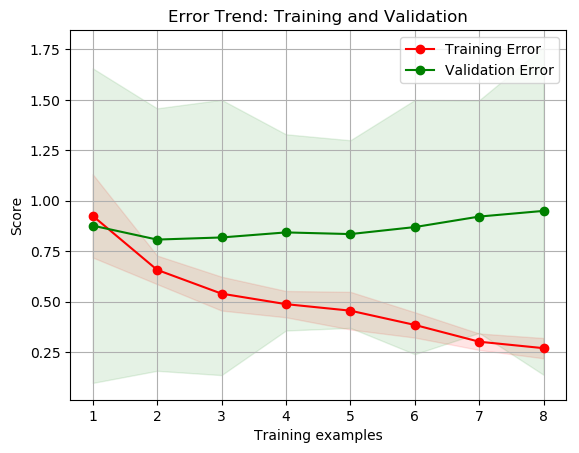 Error Trend: Training and Validation
Training Error
Validation Error
Score
1.75
1.50
1.25
1.00
0.75
0.50
0.25
1 2 3 4 5 6 7 8
Training examples